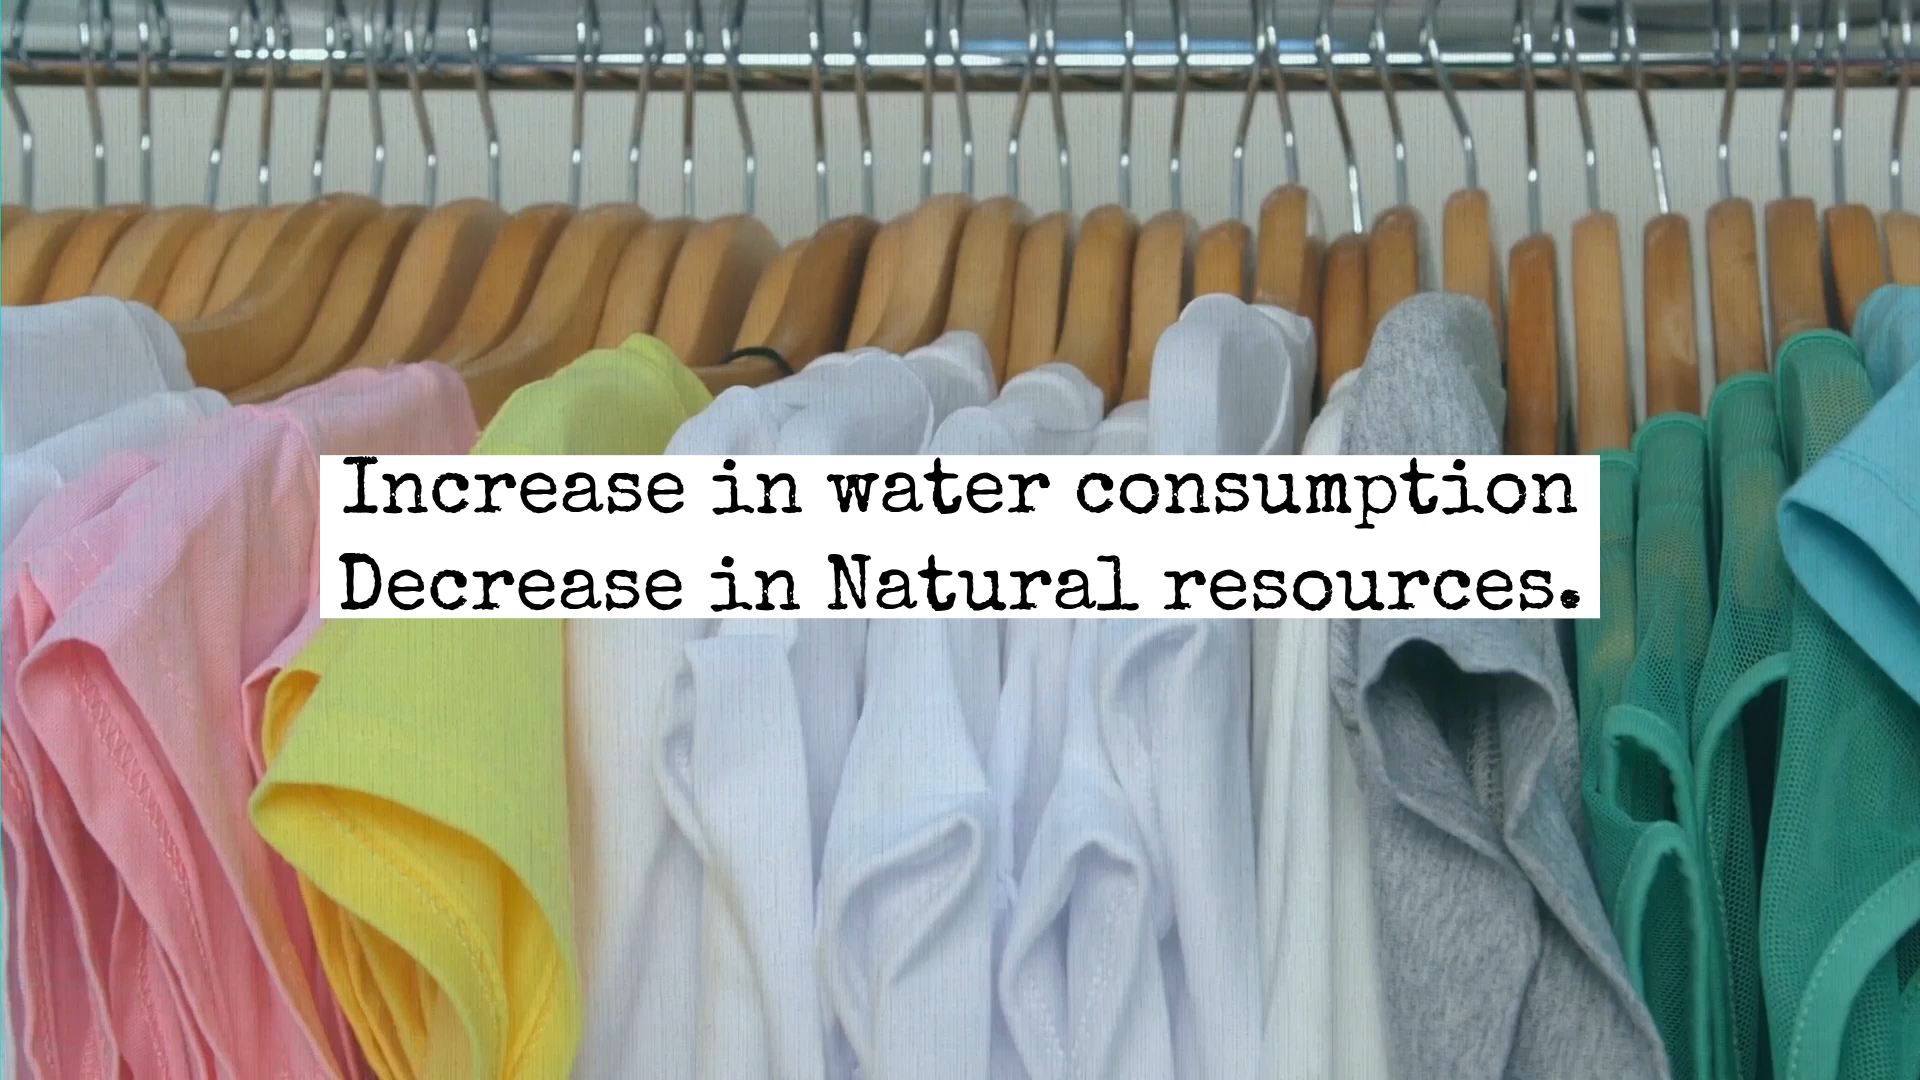 Increase in water consumption
Decrease in Natural resources.